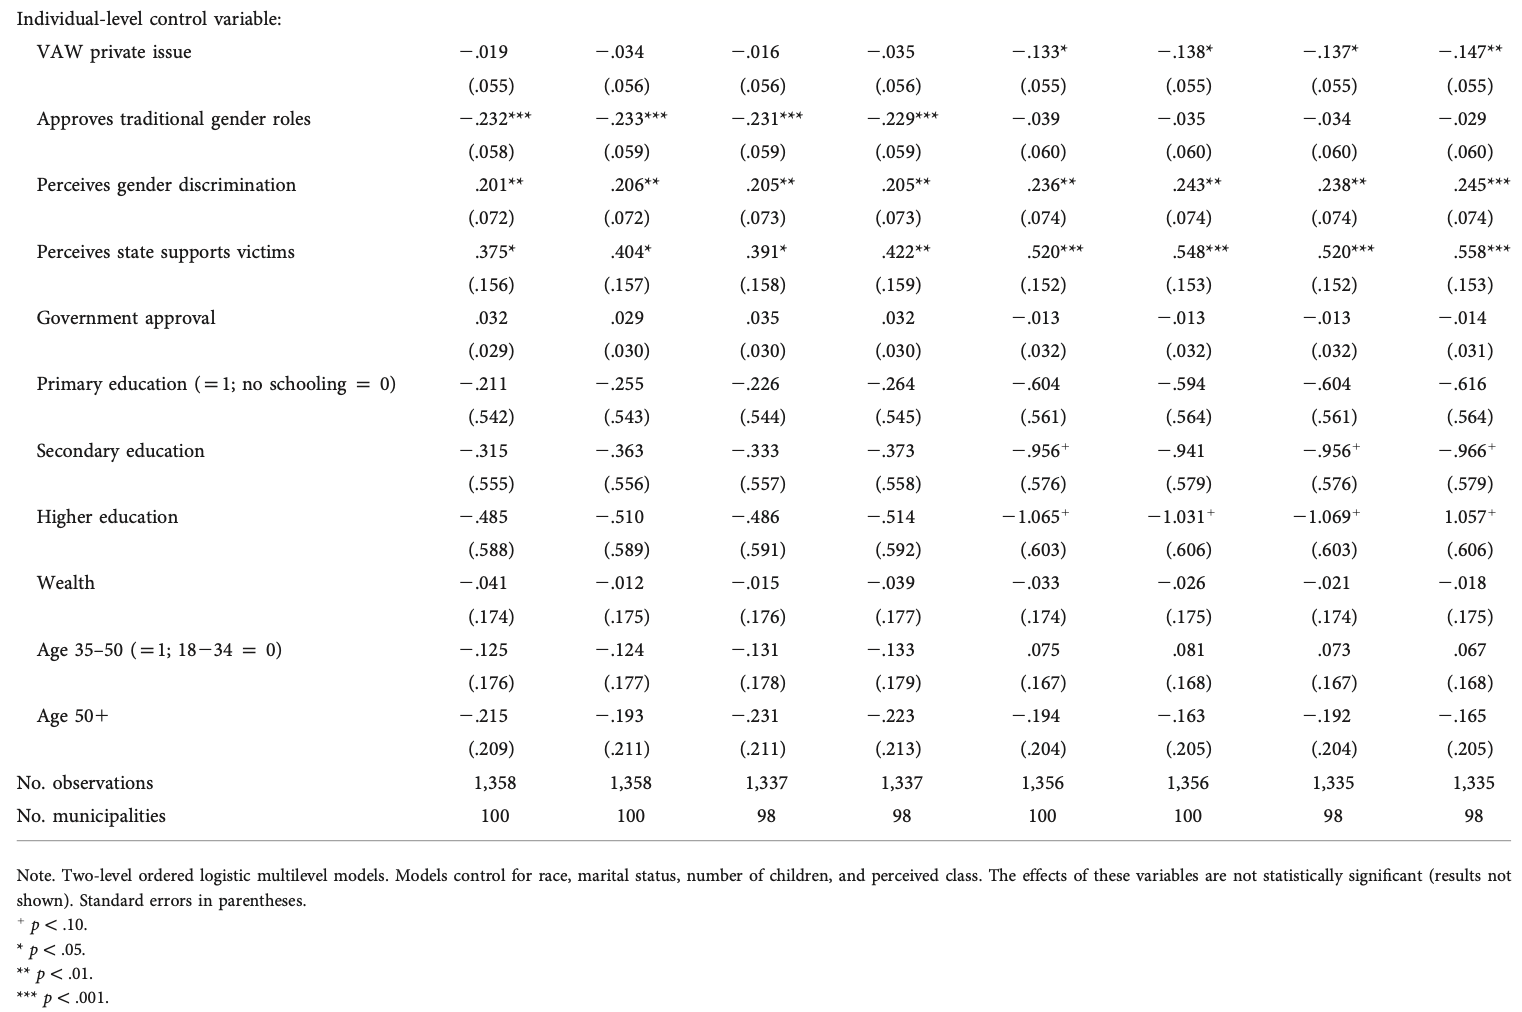 Individual-level control variable:
VAW private issue −.019 −.034 −.016 −.035 −.133* −.138* −.137* −.147**
(.055) (.056) (.056) (.056) (.055) (.055) (.055) (.055)
Approves traditional gender roles −.232*** −.233*** −.231*** −.229*** −.039 −.035 −.034 −.029
(.058) (.059) (.059) (.059) (.060) (.060) (.060) (.060)
Perceives gender discrimination .201** .206** .205** .205** .236** .243** .238** .245***
(.072) (.072) (.073) (.073) (.074) (.074) (.074) (.074)
Perceives state supports victims .375* .404* .391* .422** .520*** .548*** .520*** .558***
(.156) (.157) (.158) (.159) (.152) (.153) (.152) (.153)
Government approval .032 .029 .035 .032 −.013 −.013 −.013 −.014
(.029) (.030) (.030) (.030) (.032) (.032) (.032) (.031)
Primary education (=1; no schooling = 0) −.211 −.255 −.226 −.264 −.604 −.594 −.604 −.616
(.542) (.543) (.544) (.545) (.561) (.564) (.561) (.564)
Secondary education −.315 −.363 −.333 −.373 −.956+ −.941 −.956+ −.966+
(.555) (.556) (.557) (.558) (.576) (.579) (.576) (.579)
Higher education −.485 −.510 −.486 −.514 −1.065+ −1.031+ −1.069+ 1.057+
(.588) (.589) (.591) (.592) (.603) (.606) (.603) (.606)
Wealth −.041 −.012 −.015 −.039 −.033 −.026 −.021 −.018
(.174) (.175) (.176) (.177) (.174) (.175) (.174) (.175)
Age 35–50 (=1; 18−34 = 0) −.125 −.124 −.131 −.133 .075 .081 .073 .067
(.176) (.177) (.178) (.179) (.167) (.168) (.167) (.168)
Age 50+ −.215 −.193 −.231 −.223 −.194 −.163 −.192 −.165
(.209) (.211) (.211) (.213) (.204) (.205) (.204) (.205)
No. observations 1,358 1,358 1,337 1,337 1,356 1,356 1,335 1,335
No. municipalities 100 100 98 98 100 100 98 98
Note. Two-level ordered logistic multilevel models. Models control for race, marital status, number of children, and perceived class. The effects of these variables are not statistically significant (results not
shown). Standard errors in parentheses.
+ p < .10.
* p < .05.
** p < .01.
*** p < .001.